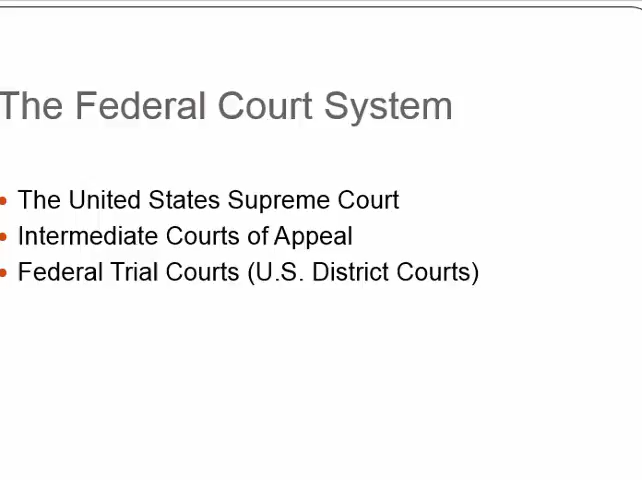 The Federal Court System
The United States Supreme Court
Intermediate Courts of Appeal
Federal Trial Courts (U.S. District Courts)